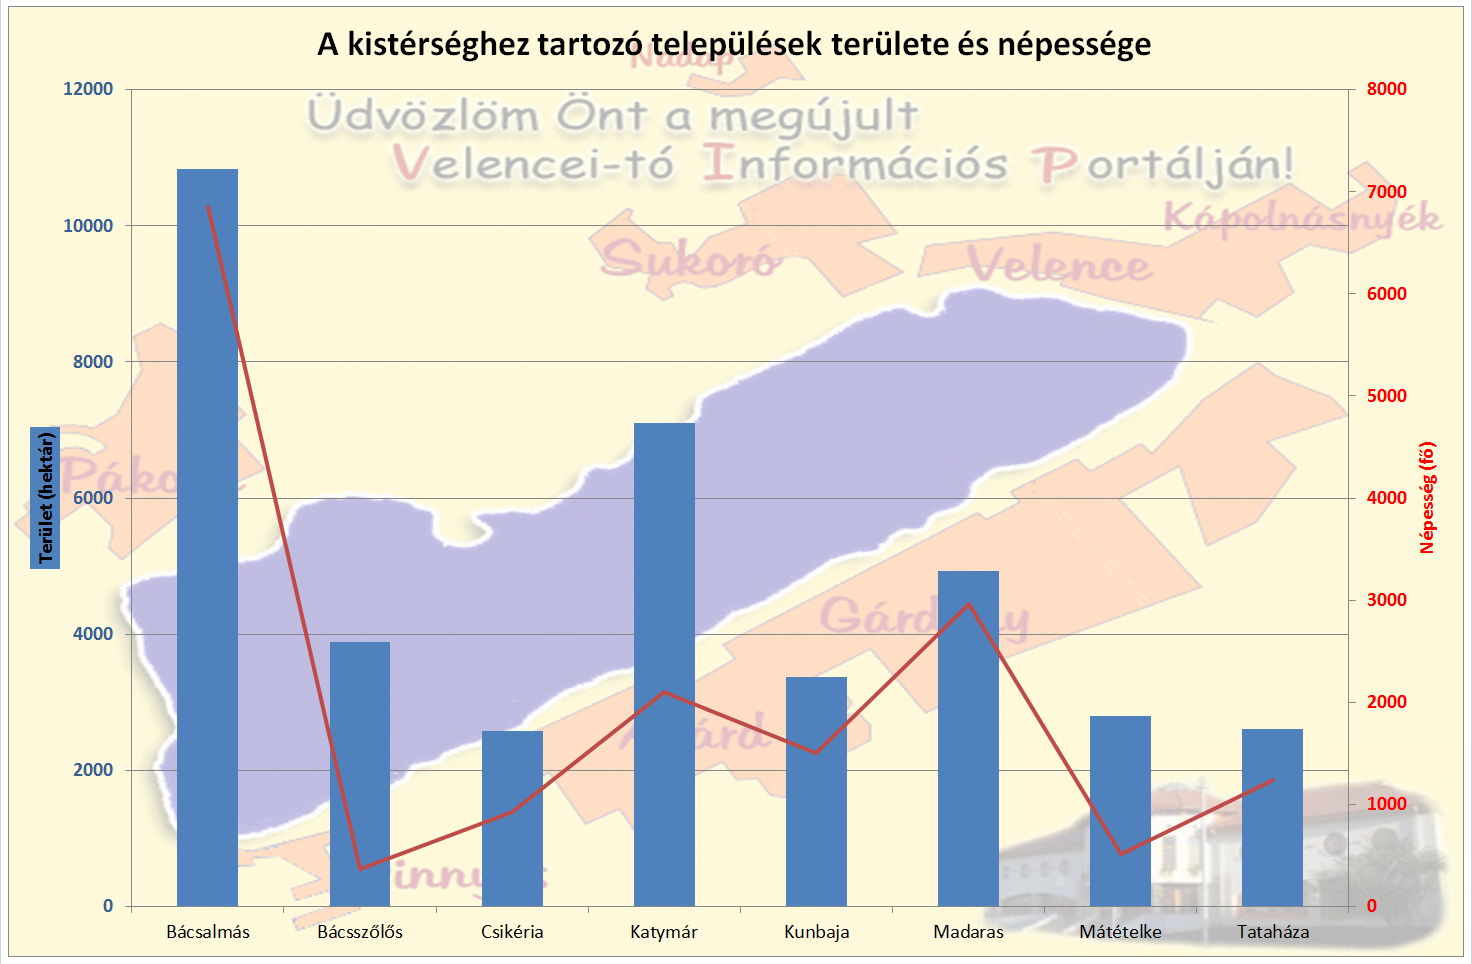 A kistérséghez tartozó települések területe és népessége
Nadap
Üdvözlöm Önt a megújult
Velencei-tó Információs Portálján!
Kápolnásnyék
Sukoró
Velence
12000
10000
8000
6000
4000
2000
0
Terület (hektár)
8000
7000
6000
5000
4000
3000
2000
1000
0
Népesség (fő)
Bácsalmás
Bácsszőlős
Csikéria
Katymár
Kunbaja
Madaras
Mátételke
Tataháza